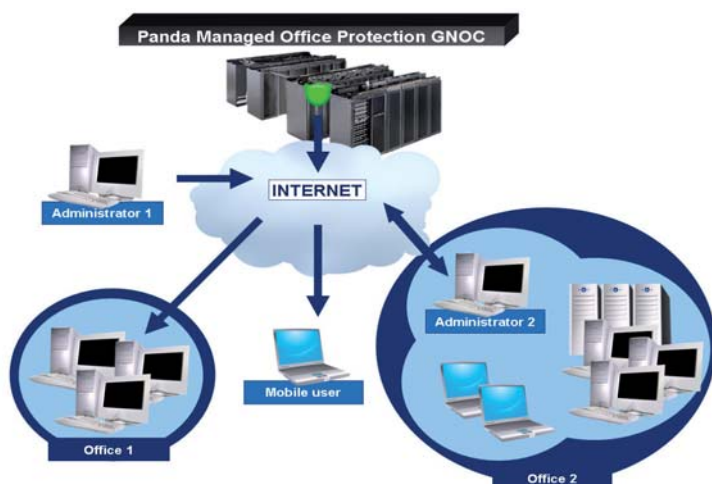 Panda Managed Office Protection GNOC
INTERNET
Administrator 1
Administrator 2
Mobile user
Office 1
Office 2